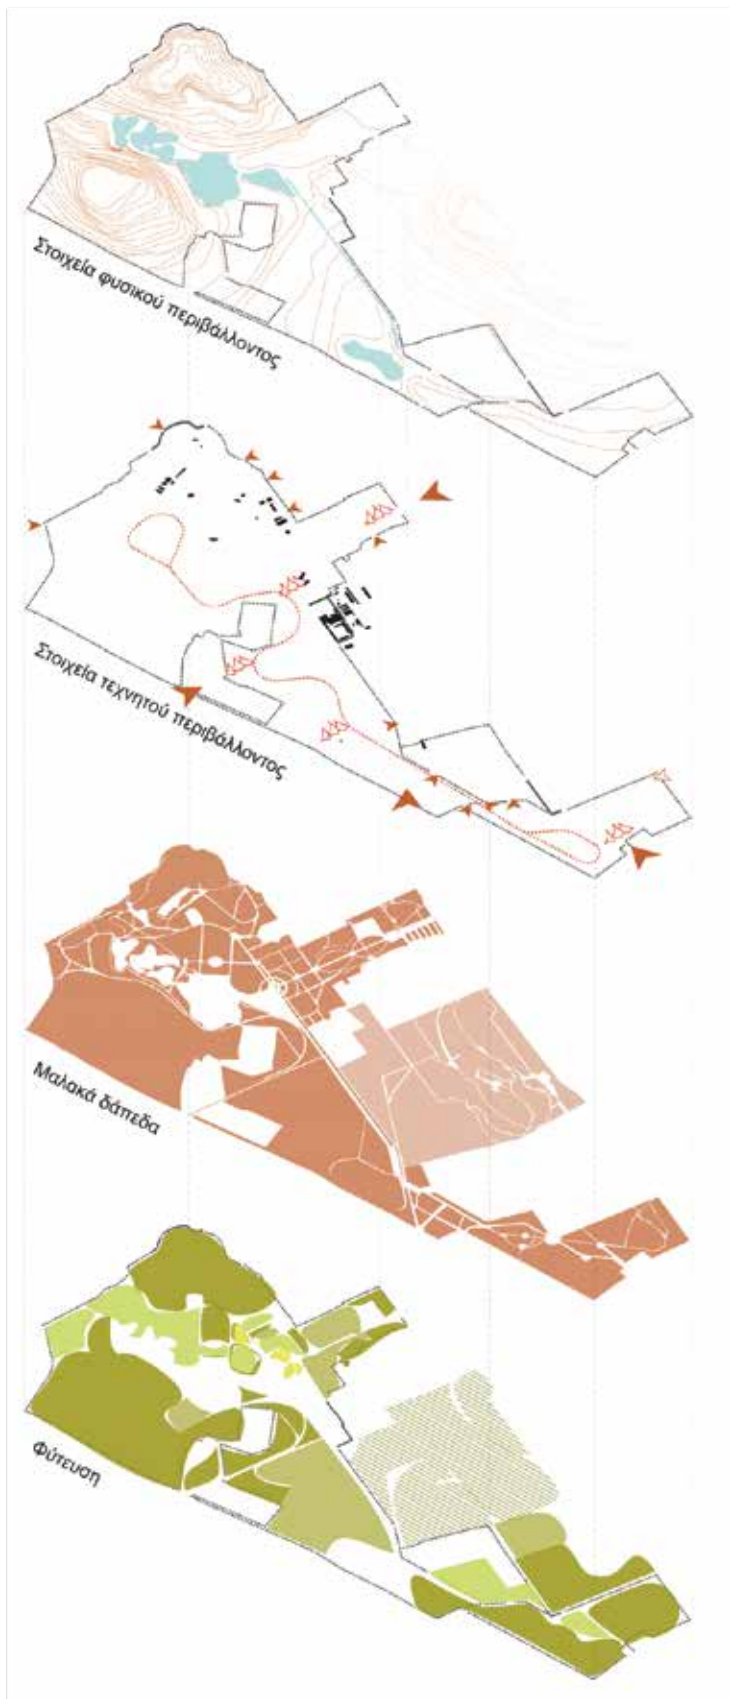 Στοιχεία φυσικού περιβάλλοντος
Στοιχεία τεχνητού περιβάλλοντος
Μαλακά δάπεδα
Φύτευση